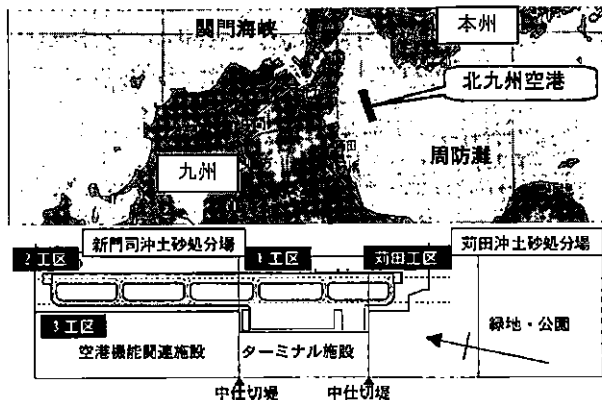 関門海峡
本州
北九州空港
九州
周防灘
新門司沖土砂処分場
苅田沖土砂処分場
2工区
1工区
苅田工区
3工区
空港機能関連施設
ターミナル施設
緑地・公園
中仕切堤
中仕切堤